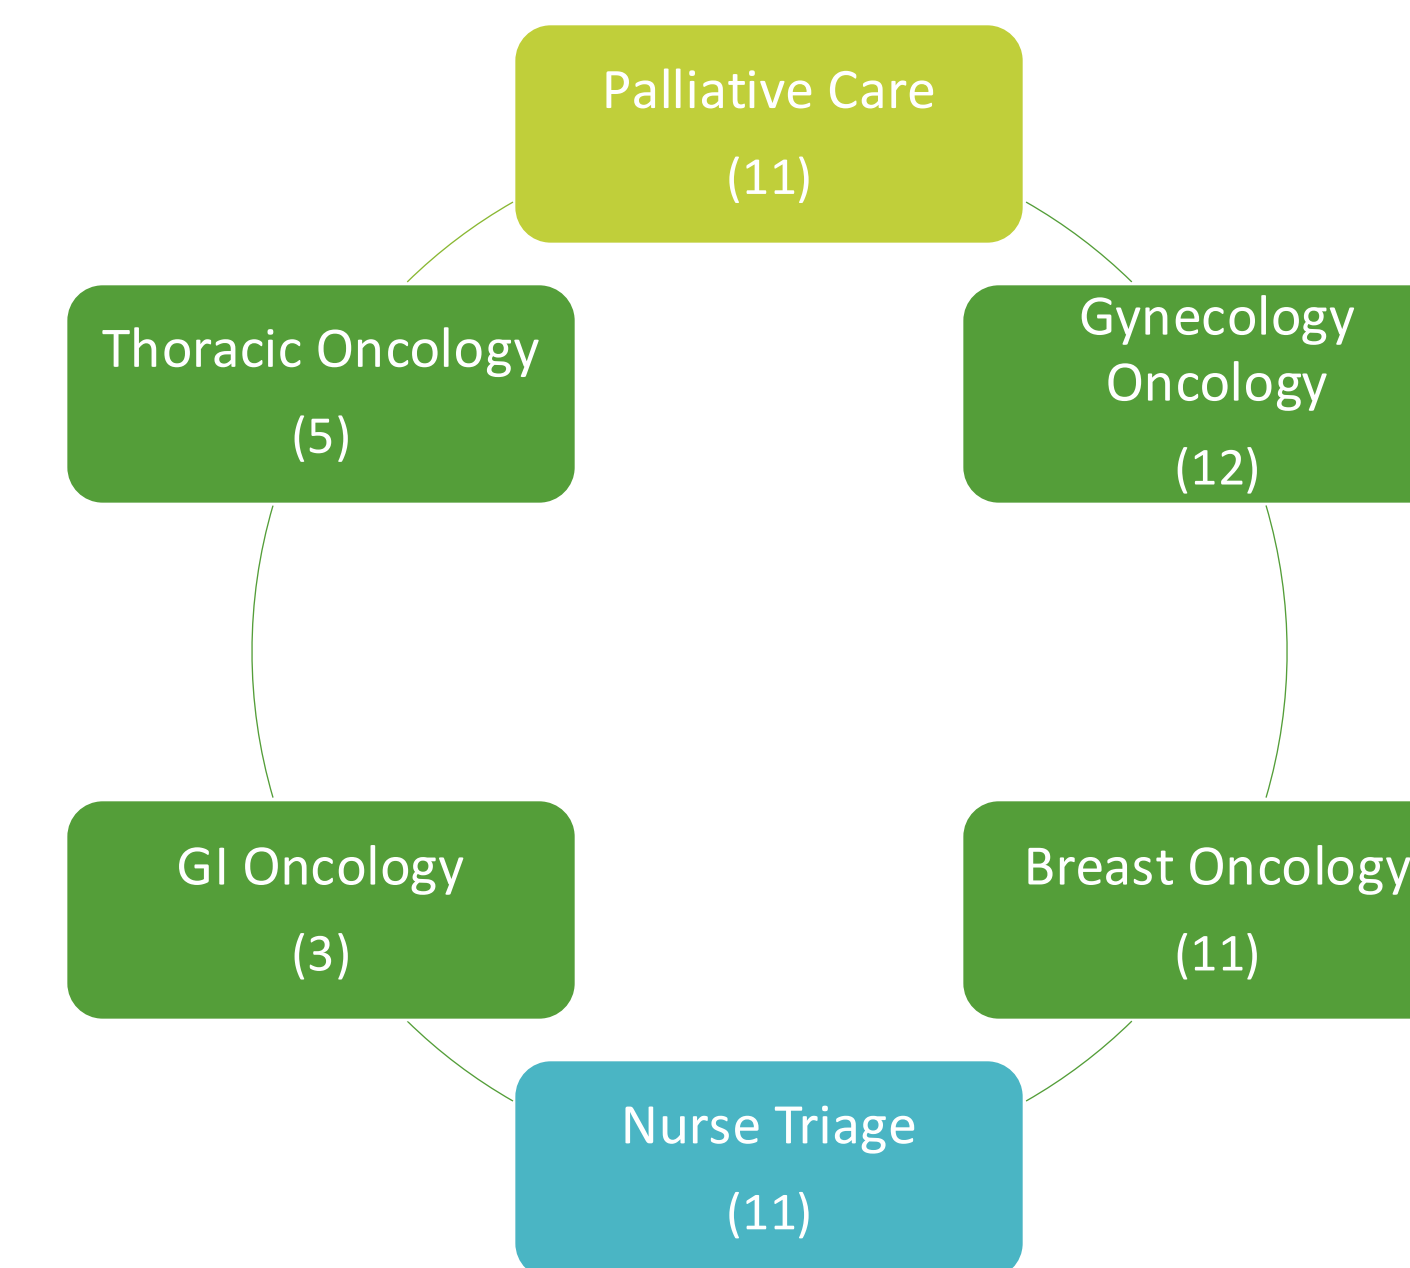 Palliative Care
(11)
Thoracic Oncology
(5)
Gynecology
Oncology
(12)
GI Oncology
(3)
Breast Oncology
(11)
Nurse Triage
(11)